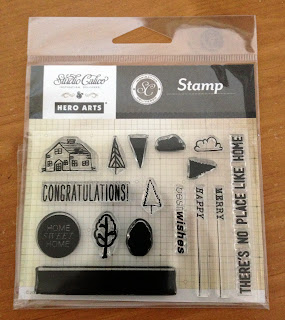 Studio Calico
HERO ARTS®
SC
Stamp
CONGRATULATIONS!
HOME
SWEET
HOME
best wishes
HAPPY
MERRY
THERE'S NO PLACE LIKE HOME